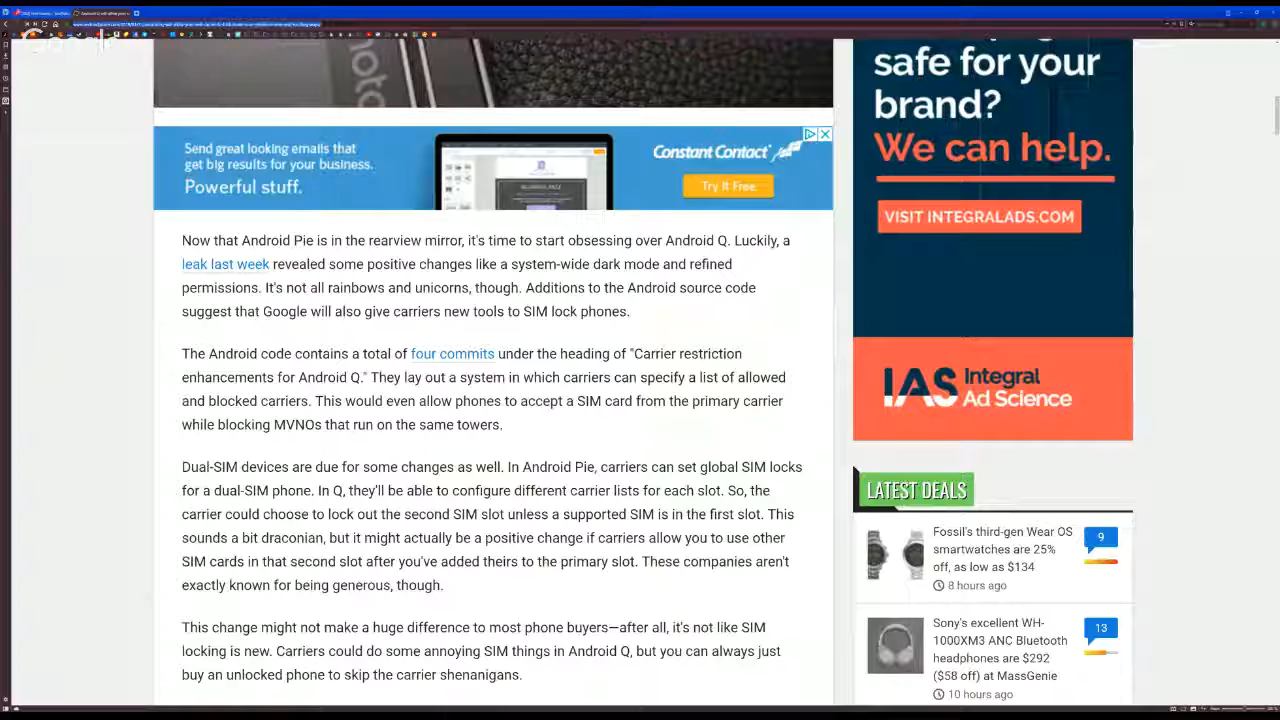 Send great looking emails that
get big results for your business.
Powerful stuff.
Constant Contact
Try It Free
Now that Android Pie is in the rearview mirror, it's time to start obsessing over Android Q. Luckily, a
leak last week revealed some positive changes like a system-wide dark mode and refined
permissions. It's not all rainbows and unicorns, though. Additions to the Android source code
suggest that Google will also give carriers new tools to SIM lock phones.
The Android code contains a total of four commits under the heading of "Carrier restriction
enhancements for Android Q." They lay out a system in which carriers can specify a list of allowed
and blocked carriers. This would even allow phones to accept a SIM card from the primary carrier
while blocking MVNOs that run on the same towers.
Dual-SIM devices are due for some changes as well. In Android Pie, carriers can set global SIM locks
for a dual-SIM phone. In Q, they'll be able to configure different carrier lists for each slot. So, the
carrier could choose to lock out the second SIM slot unless a supported SIM is in the first slot. This
sounds a bit draconian, but it might actually be a positive change if carriers allow you to use other
SIM cards in that second slot after you've added theirs to the primary slot. These companies aren't
exactly known for being generous, though.
This change might not make a huge difference to most phone buyers—after all, it's not like SIM
locking is new. Carriers could do some annoying SIM things in Android Q, but you can always just
buy an unlocked phone to skip the carrier shenanigans.
safe for your
brand?
We can help.
VISIT INTEGRALADS.COM
IAS Integral
Ad Science
LATEST DEALS
Fossil's third-gen Wear OS
smartwatches are 25%
off, as low as $134
9
8 hours ago
Sony's excellent WH-
1000XM3 ANC Bluetooth
headphones are $292
($58 off) at MassGenie
13
10 hours ago